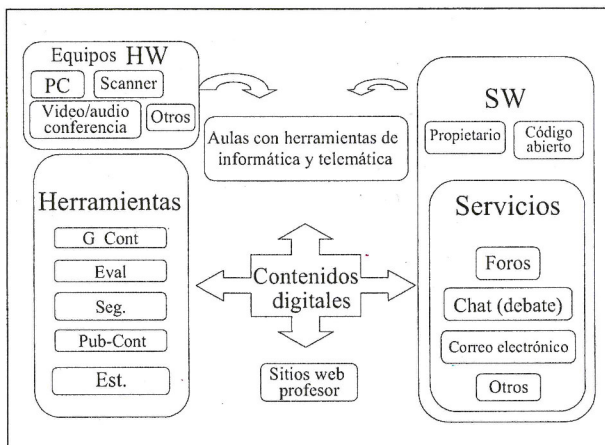 Equipos HW
PC
Scanner
Video/audio
conferencia
Otros
Aulas con herramientas de
informática y telemática
SW
Propietario
Código
abierto
Herramientas
G Cont
Eval
Seg.
Pub-Cont
Est.
Contenidos
digitales
Sitios web
profesor
Servicios
Foros
Chat (debate)
Correo electrónico
Otros